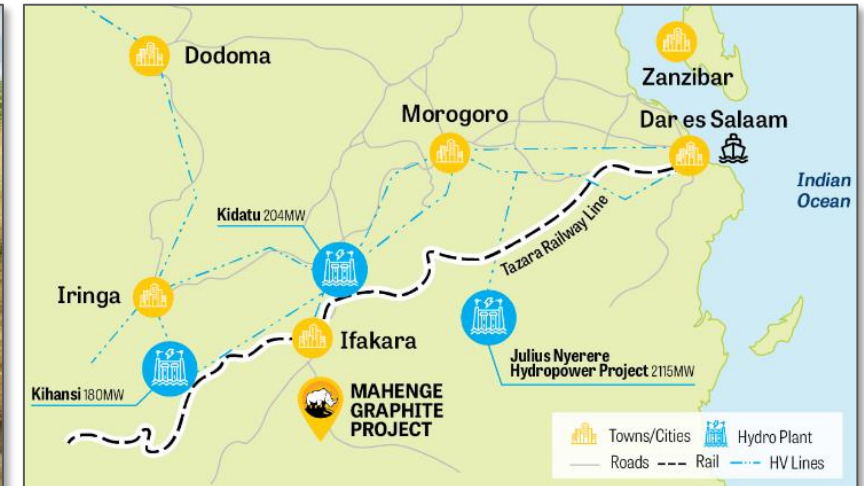 Dodoma
Zanzibar
Morogoro
Dar es Salaam
Indian
Ocean
Kidatu 204MW
Tazara Railway Line
Iringa
Ifakara
Julius Nyerere
Hydropower Project 2115MW
Kihansi 180MW
MAHENGE
GRAPHITE
PROJECT
Towns/Cities
Hydro Plant
Roads
Rail
HV Lines